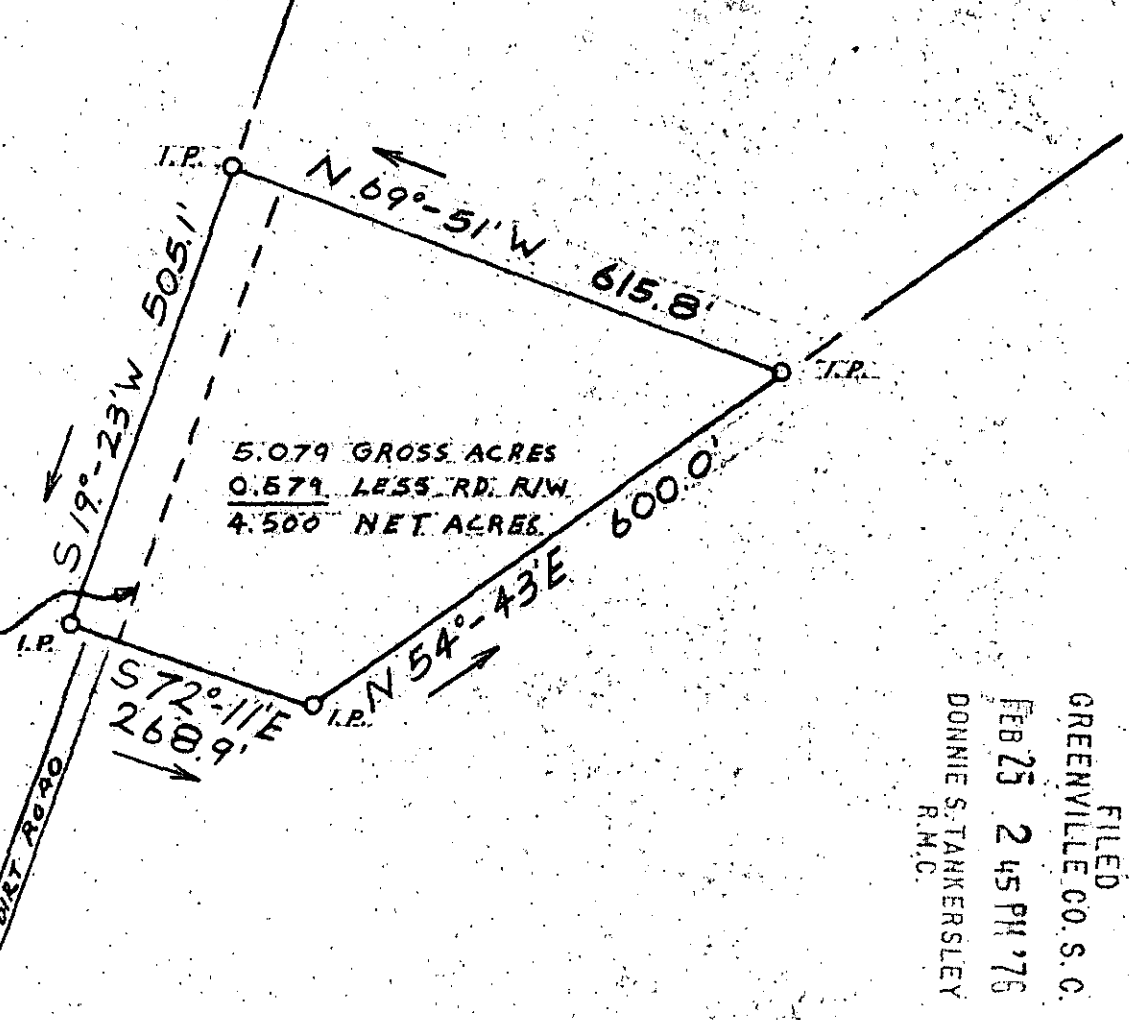 I.P.
N 69°-51' W 615.8'
I.P.
S 19°-23' W 505.1'
5.079 GROSS ACRES
0.579 LESS RD. R/W
4.500 NET ACRES
N 54°-43' E 600.0'
I.P.
S 72°-11' E
268.9'
I.P.
DIRT ROAD
FILED
GREENVILLE CO. S. C.
FEB 25 2 45 PM '76
DONNIE S. TANKERSLEY
R.M.C.